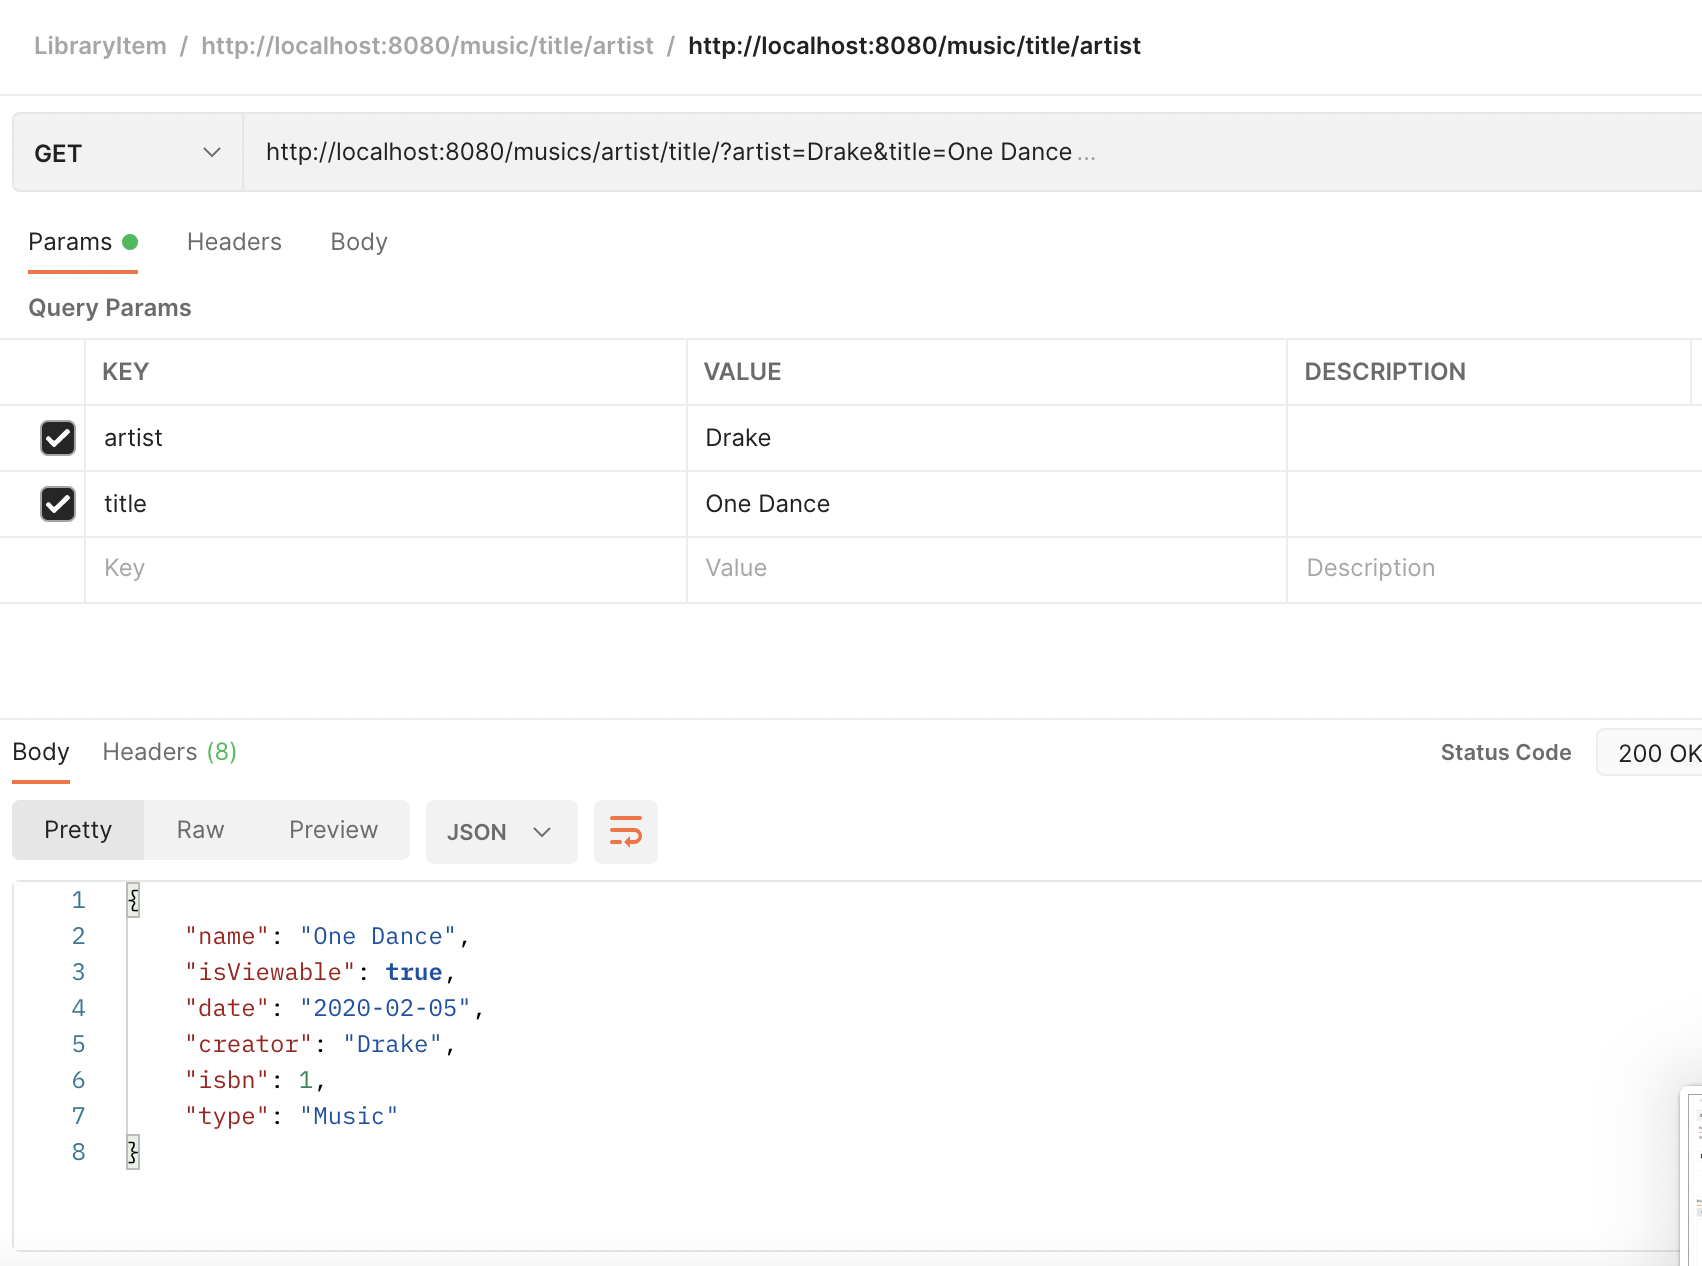 LibraryItem / http://localhost:8080/music/title/artist / http://localhost:8080/music/title/artist
GET http://localhost:8080/musics/artist/title/?artist=Drake&title=One Dance ...
Params Headers Body
Query Params
KEY VALUE DESCRIPTION
artist Drake
title One Dance
Key Value Description
Body Headers (8) Status Code 200 OK
Pretty Raw Preview JSON
1 {
2 "name": "One Dance",
3 "isViewable": true,
4 "date": "2020-02-05",
5 "creator": "Drake",
6 "isbn": 1,
7 "type": "Music"
8 }